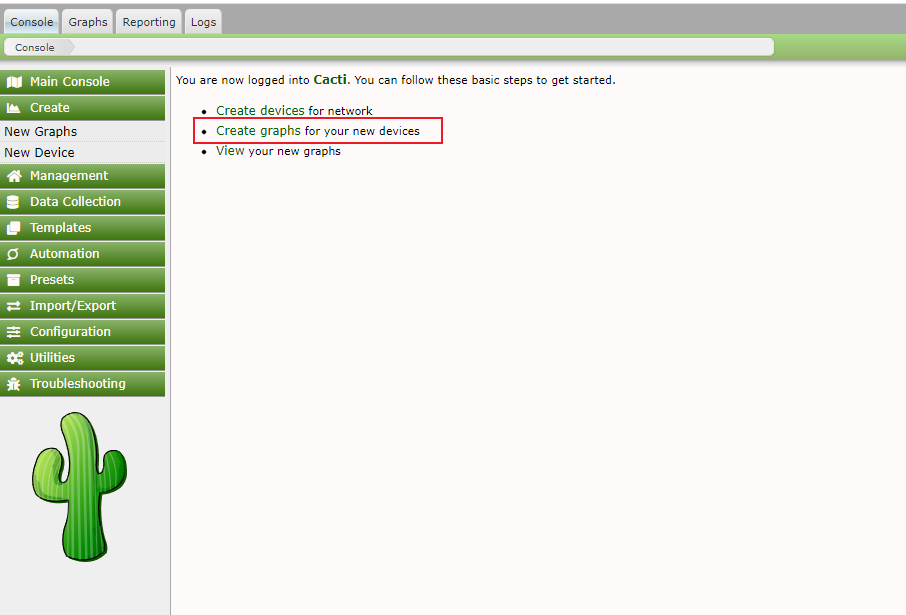 Console Graphs Reporting Logs
Console
Main Console
Create
New Graphs
New Device
Management
Data Collection
Templates
Automation
Presets
Import/Export
Configuration
Utilities
Troubleshooting
You are now logged into Cacti. You can follow these basic steps to get started.
Create devices for network
Create graphs for your new devices
View your new graphs